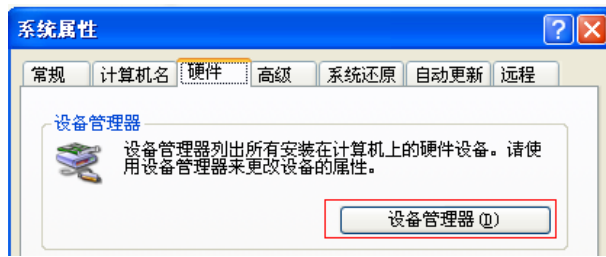 系统属性
常规 计算机名 硬件 高级 系统还原 自动更新 远程
设备管理器
设备管理器列出所有安装在计算机上的硬件设备。请使
用设备管理器来更改设备的属性。
设备管理器(D)